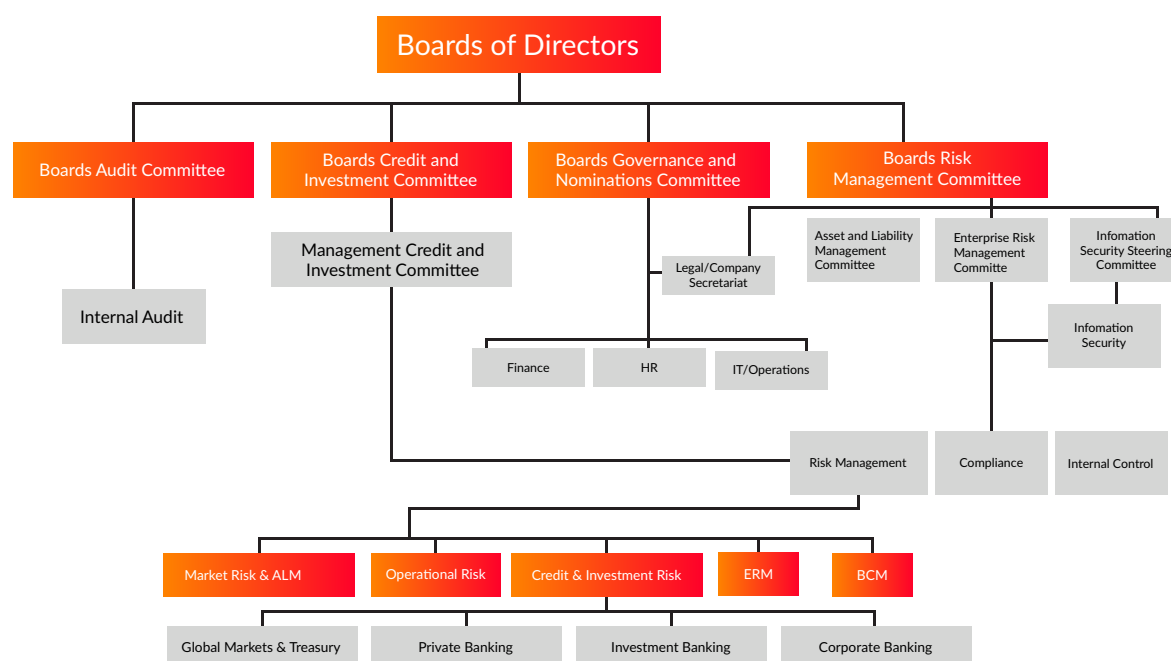 Boards of Directors
Boards Audit Committee
Boards Credit and
Investment Committee
Boards Governance and
Nominations Committee
Boards Risk
Management Committee
Management Credit and
Investment Committee
Asset and Liability
Management
Committee
Enterprise Risk
Management
Committe
Infomation
Security Steering
Committee
Legal/Company
Secretariat
Internal Audit
Infomation
Security
Finance
HR
IT/Operations
Risk Management
Compliance
Internal Control
Market Risk & ALM
Operational Risk
Credit & Investment Risk
ERM
BCM
Global Markets & Treasury
Private Banking
Investment Banking
Corporate Banking